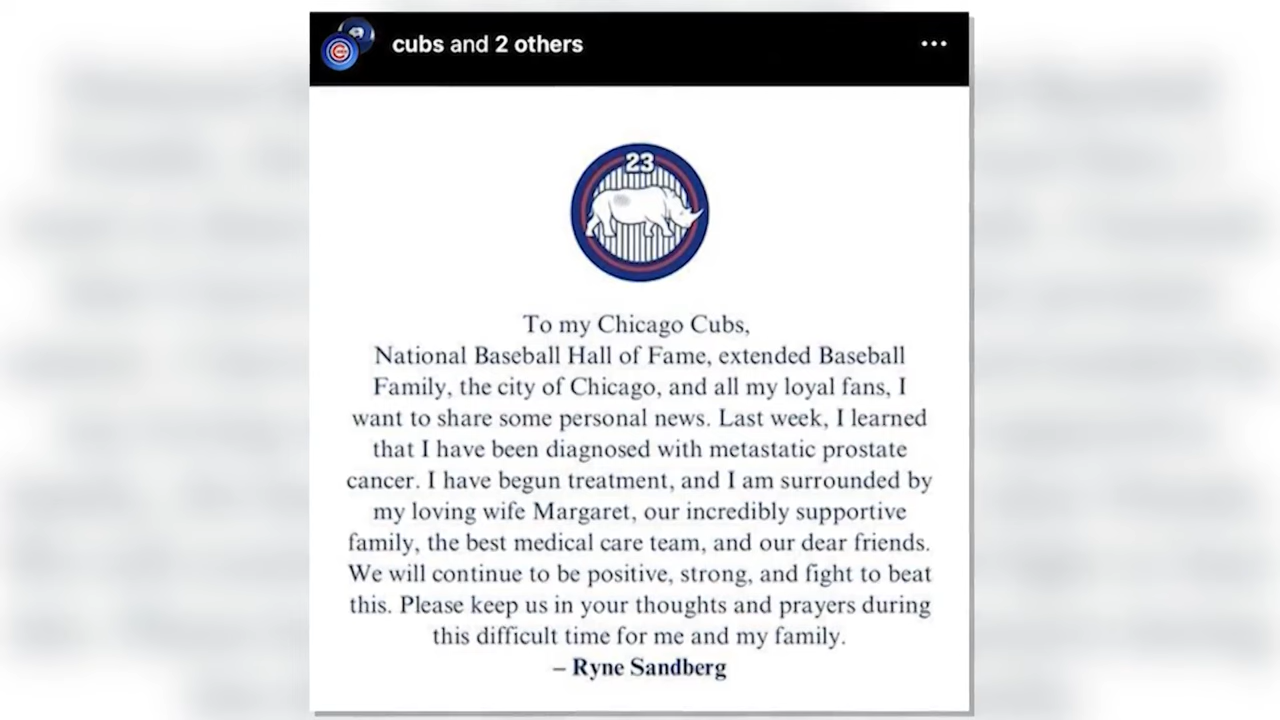 cubs and 2 others
23
To my Chicago Cubs,
National Baseball Hall of Fame, extended Baseball
Family, the city of Chicago, and all my loyal fans, I
want to share some personal news. Last week, I learned
that I have been diagnosed with metastatic prostate
cancer. I have begun treatment, and I am surrounded by
my loving wife Margaret, our incredibly supportive
family, the best medical care team, and our dear friends.
We will continue to be positive, strong, and fight to beat
this. Please keep us in your thoughts and prayers during
this difficult time for me and my family.
– Ryne Sandberg